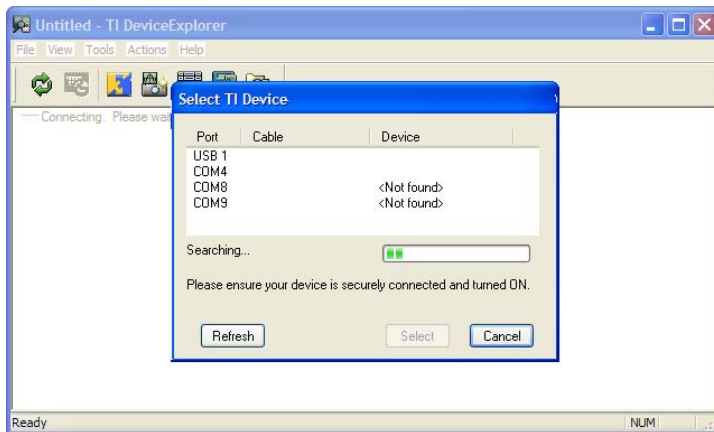 Untitled - TI DeviceExplorer
File View Tools Actions Help
Connecting. Please wai
Select TI Device
Port Cable Device
USB 1
COM4
COM8 <Not found>
COM9 <Not found>
Searching...
Please ensure your device is securely connected and turned ON.
Refresh Select Cancel
Ready NUM